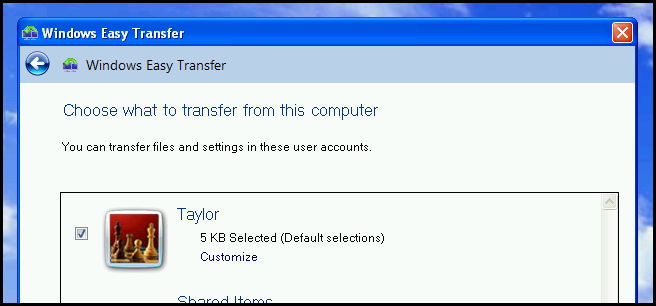 Windows Easy Transfer
Windows Easy Transfer
Choose what to transfer from this computer
You can transfer files and settings in these user accounts.
Taylor
5 KB Selected (Default selections)
Customize
Shared Items